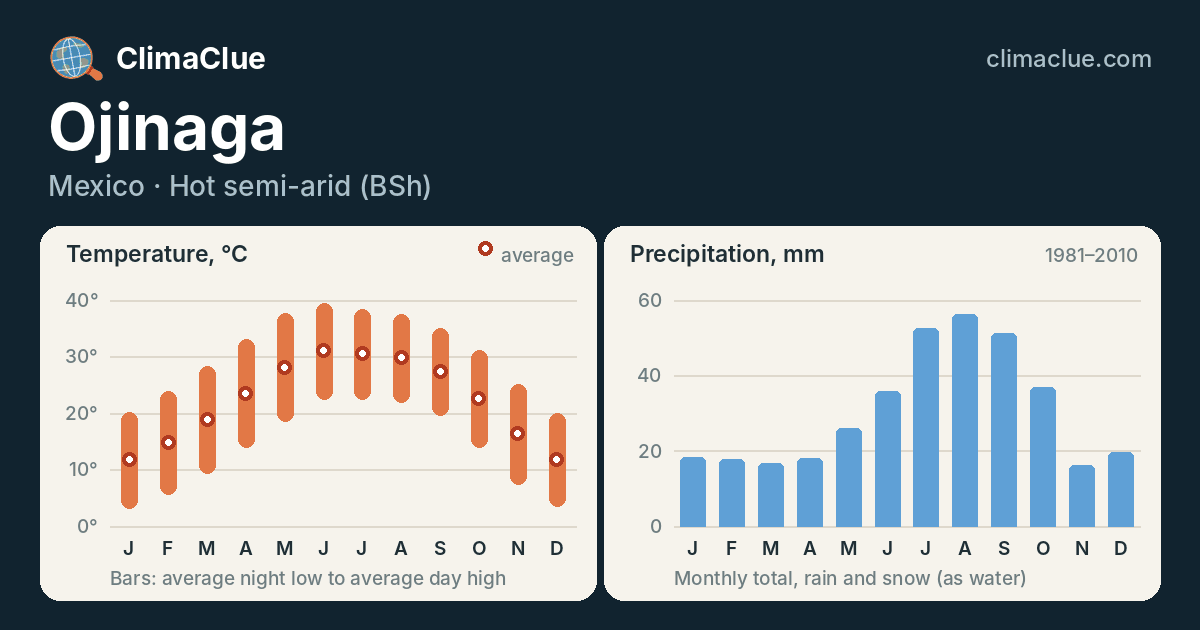 ClimaClue
climaclue.com
Ojinaga
Mexico · Hot semi-arid (BSh)
Temperature, °C
average
40°
30°
20°
10°
0°
J F M A M J J A S O N D
Bars: average night low to average day high
Precipitation, mm
1981–2010
60
40
20
0
J F M A M J J A S O N D
Monthly total, rain and snow (as water)